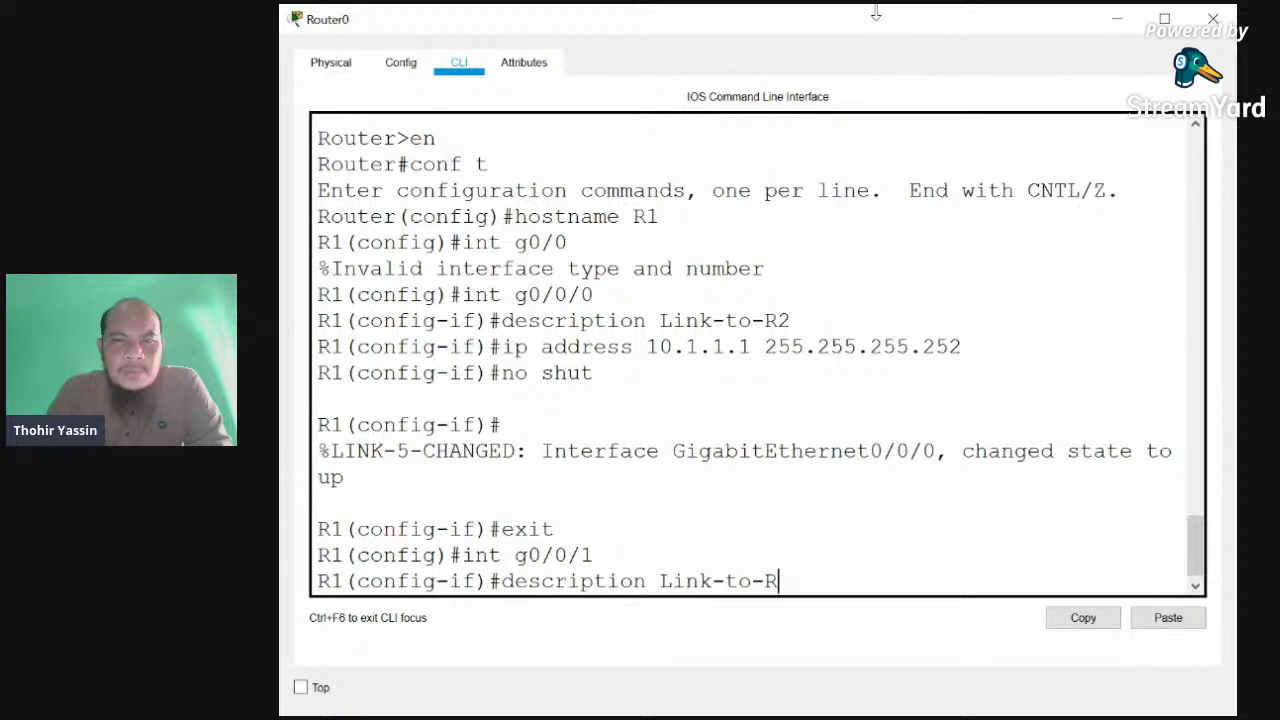 Router0
Powered by
StreamYard
Physical
Config
CLI
Attributes
IOS Command Line Interface
Router>en
Router#conf t
Enter configuration commands, one per line.  End with CNTL/Z.
Router(config)#hostname R1
R1(config)#int g0/0
%Invalid interface type and number
R1(config)#int g0/0/0
R1(config-if)#description Link-to-R2
R1(config-if)#ip address 10.1.1.1 255.255.255.252
R1(config-if)#no shut
R1(config-if)#
%LINK-5-CHANGED: Interface GigabitEthernet0/0/0, changed state to
up
R1(config-if)#exit
R1(config)#int g0/0/1
R1(config-if)#description Link-to-R
Ctrl+F6 to exit CLI focus
Copy
Paste
Top
Thohir Yassin